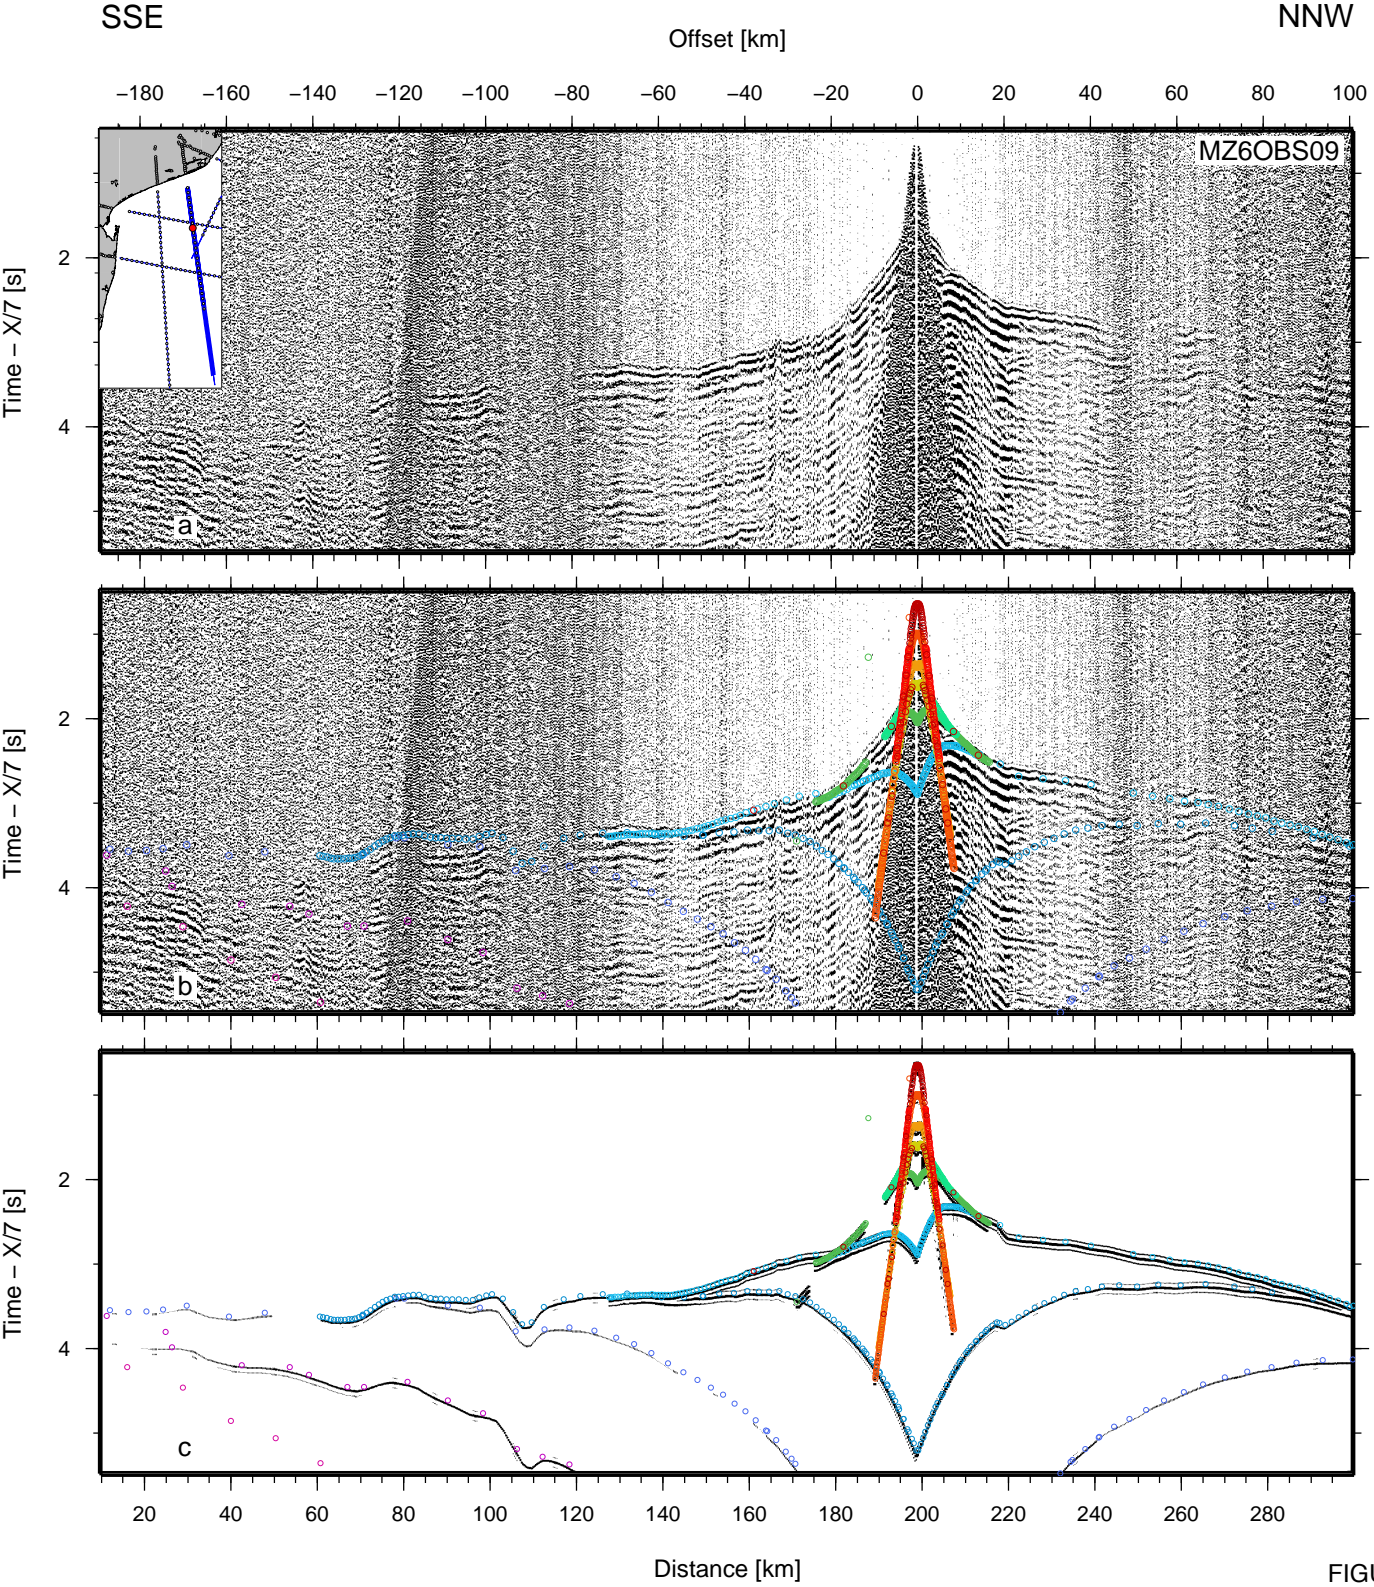 SSE NNW
Offset [km]
−180 −160 −140 −120 −100 −80 −60 −40 −20 0 20 40 60 80 100
MZ6OBS09
2
4
Time − X/7 [s]
a
2
4
Time − X/7 [s]
b
2
4
Time − X/7 [s]
c
20 40 60 80 100 120 140 160 180 200 220 240 260 280
Distance [km]
FIGU